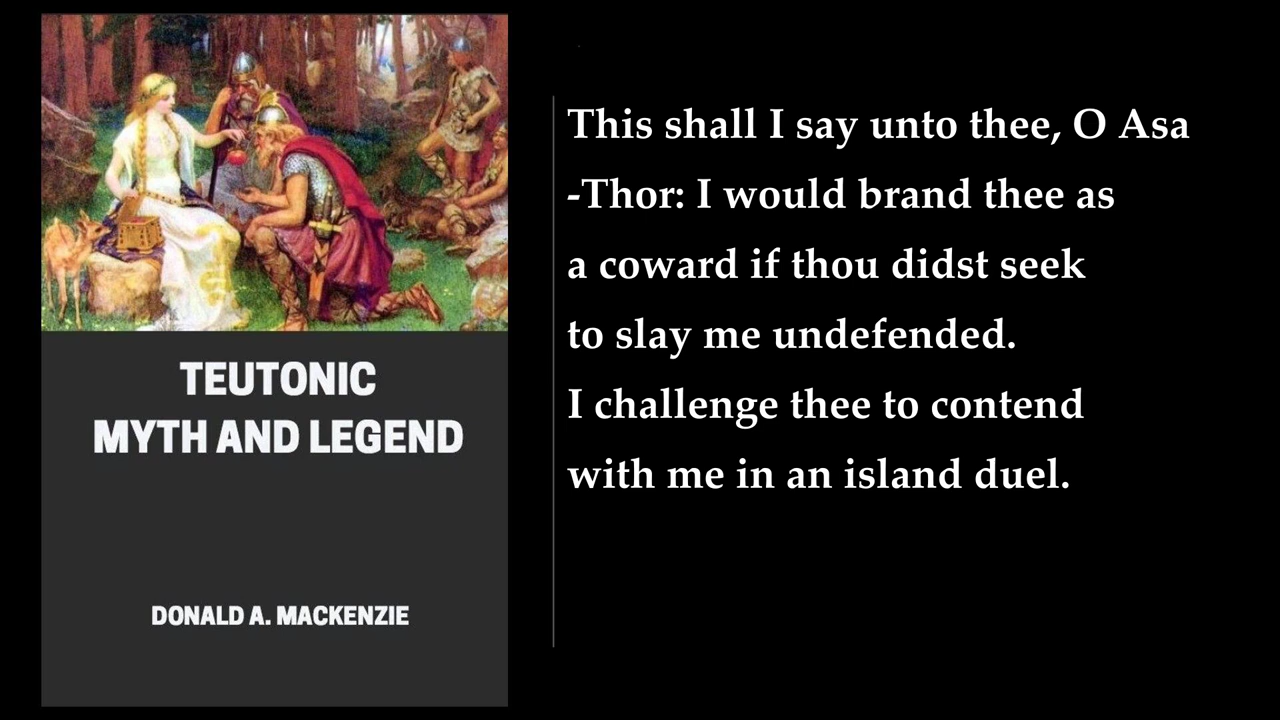 TEUTONIC
MYTH AND LEGEND
DONALD A. MACKENZIE
This shall I say unto thee, O Asa
-Thor: I would brand thee as
a coward if thou didst seek
to slay me undefended.
I challenge thee to contend
with me in an island duel.